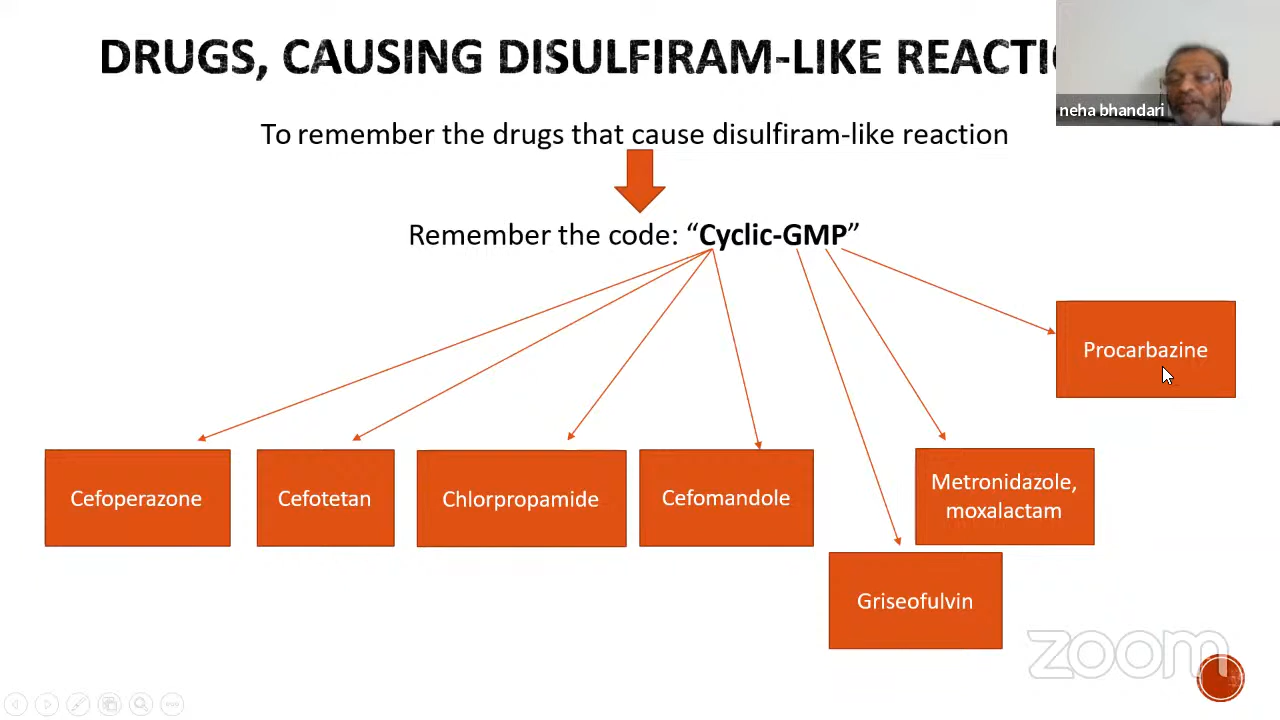 DRUGS, CAUSING DISULFIRAM-LIKE REACTIO
neha bhandari
To remember the drugs that cause disulfiram-like reaction
Remember the code: “Cyclic-GMP”
Procarbazine
Cefoperazone
Cefotetan
Chlorpropamide
Cefomandole
Metronidazole,
moxalactam
Griseofulvin
zoom